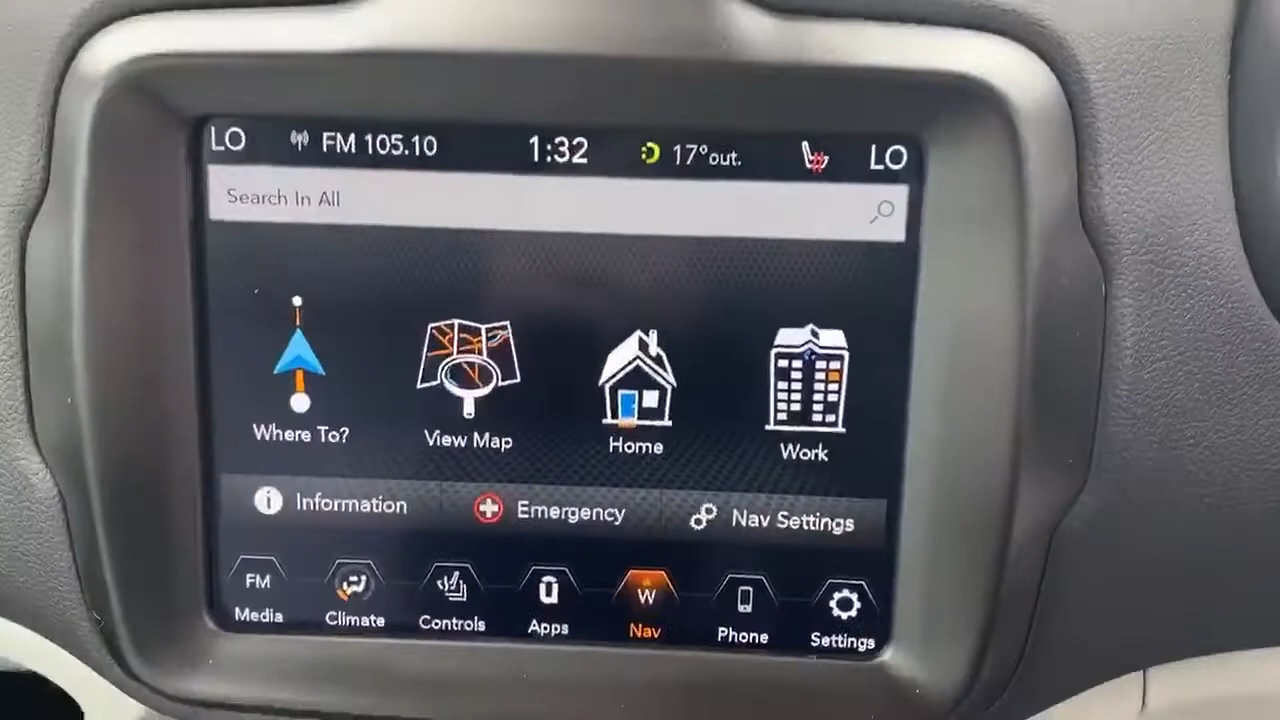 LO FM 105.10 1:32 17°out. LO
Search In All
Where To? View Map Home Work
Information Emergency Nav Settings
FM W
Media Climate Controls Apps Nav Phone Settings